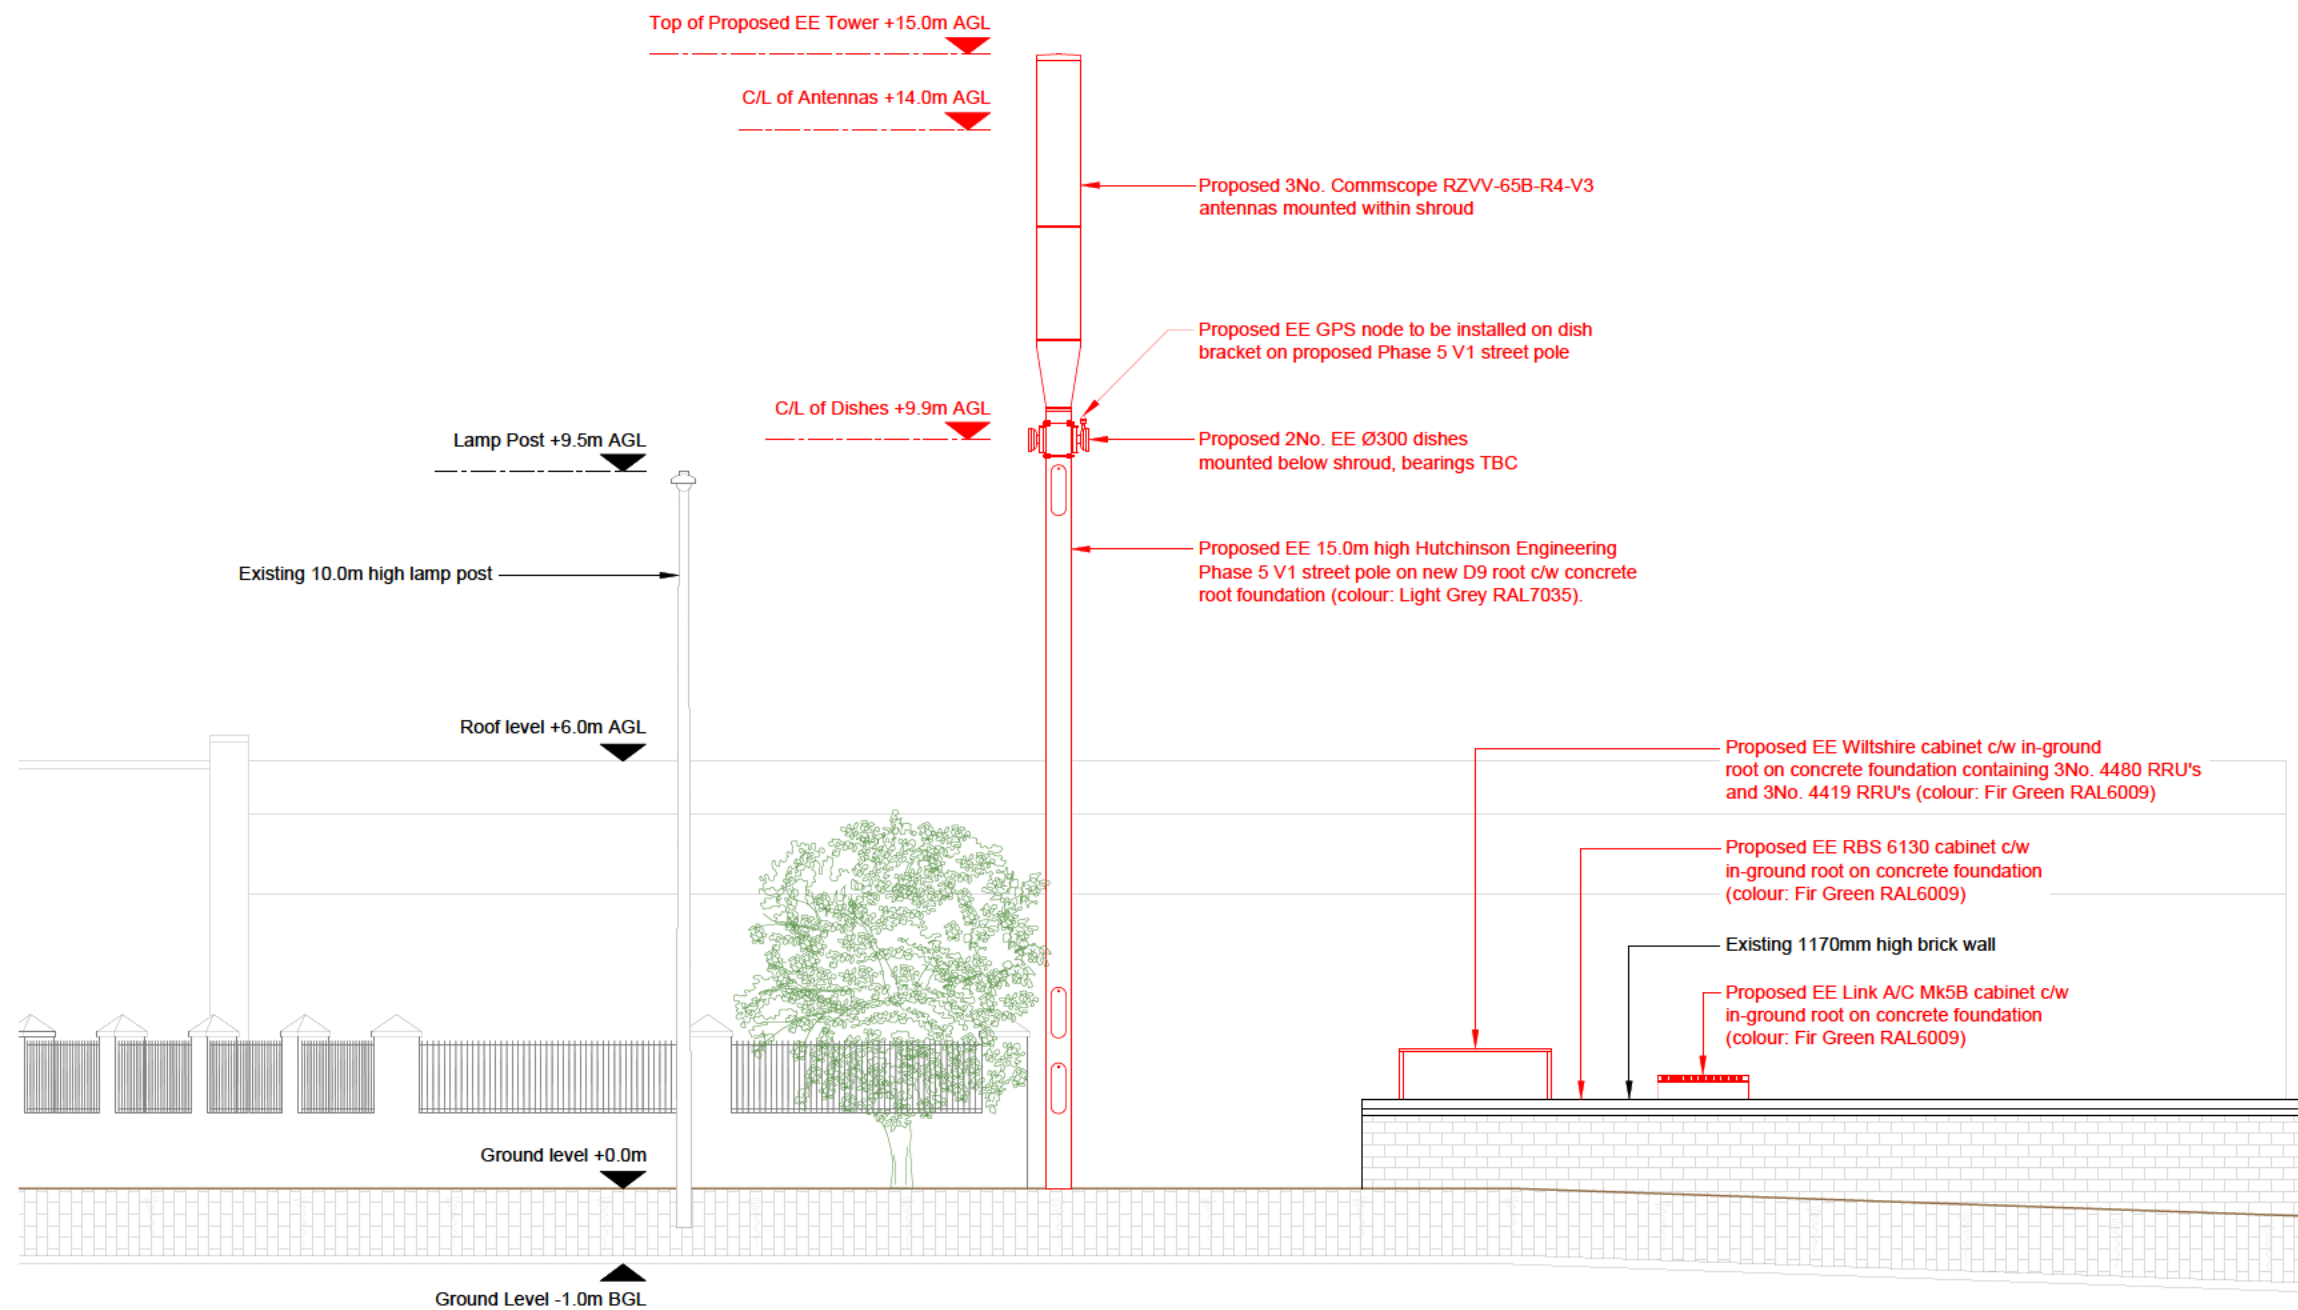 Top of Proposed EE Tower +15.0m AGL
C/L of Antennas +14.0m AGL
Proposed 3No. Commscope RZVV-65B-R4-V3
antennas mounted within shroud
Proposed EE GPS node to be installed on dish
bracket on proposed Phase 5 V1 street pole
C/L of Dishes +9.9m AGL
Lamp Post +9.5m AGL
Proposed 2No. EE Ø300 dishes
mounted below shroud, bearings TBC
Existing 10.0m high lamp post
Proposed EE 15.0m high Hutchinson Engineering
Phase 5 V1 street pole on new D9 root c/w concrete
root foundation (colour: Light Grey RAL7035).
Roof level +6.0m AGL
Proposed EE Wiltshire cabinet c/w in-ground
root on concrete foundation containing 3No. 4480 RRU's
and 3No. 4419 RRU's (colour: Fir Green RAL6009)
Proposed EE RBS 6130 cabinet c/w
in-ground root on concrete foundation
(colour: Fir Green RAL6009)
Existing 1170mm high brick wall
Proposed EE Link A/C Mk5B cabinet c/w
in-ground root on concrete foundation
(colour: Fir Green RAL6009)
Ground level +0.0m
Ground Level -1.0m BGL